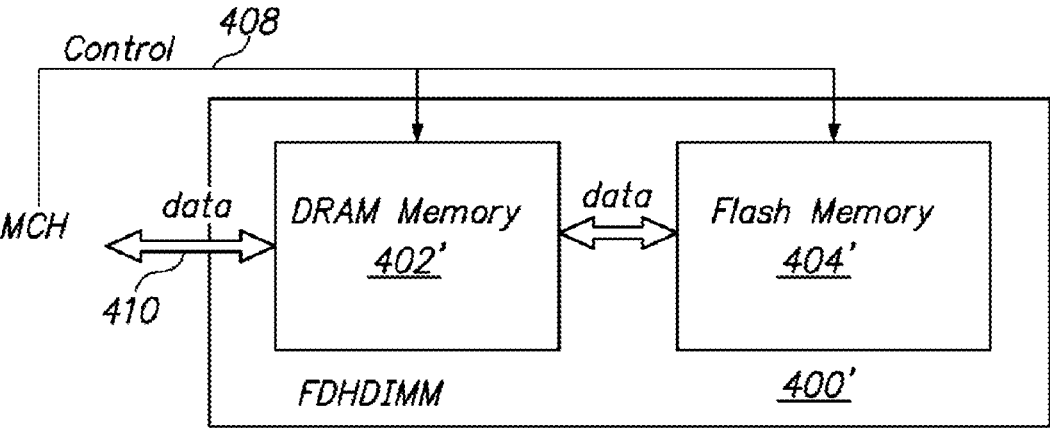 408
Control
MCH
data
410
DRAM Memory
402'
data
Flash Memory
404'
FDHDIMM
400'